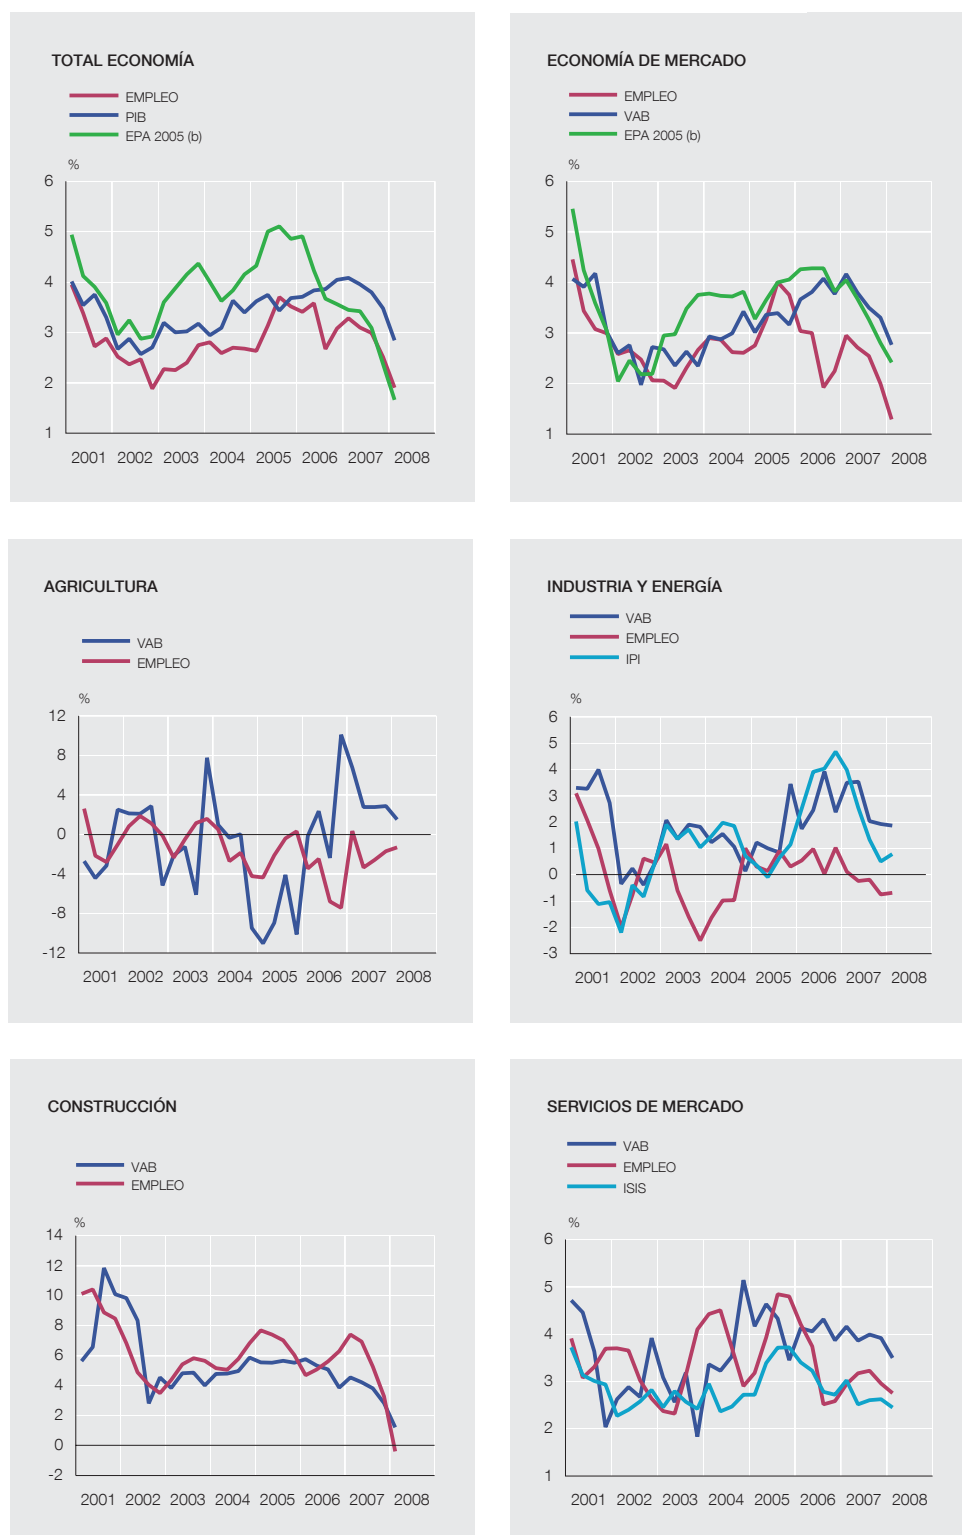 TOTAL ECONOMÍA
EMPLEO
PIB
EPA 2005 (b)
%
6
5
4
3
2
1
2001 2002 2003 2004 2005 2006 2007 2008
ECONOMÍA DE MERCADO
EMPLEO
VAB
EPA 2005 (b)
%
6
5
4
3
2
1
2001 2002 2003 2004 2005 2006 2007 2008
AGRICULTURA
VAB
EMPLEO
%
12
8
4
0
-4
-8
-12
2001 2002 2003 2004 2005 2006 2007 2008
INDUSTRIA Y ENERGÍA
VAB
EMPLEO
IPI
%
6
5
4
3
2
1
0
-1
-2
-3
2001 2002 2003 2004 2005 2006 2007 2008
CONSTRUCCIÓN
VAB
EMPLEO
%
14
12
10
8
6
4
2
0
-2
2001 2002 2003 2004 2005 2006 2007 2008
SERVICIOS DE MERCADO
VAB
EMPLEO
ISIS
%
6
5
4
3
2
1
2001 2002 2003 2004 2005 2006 2007 2008